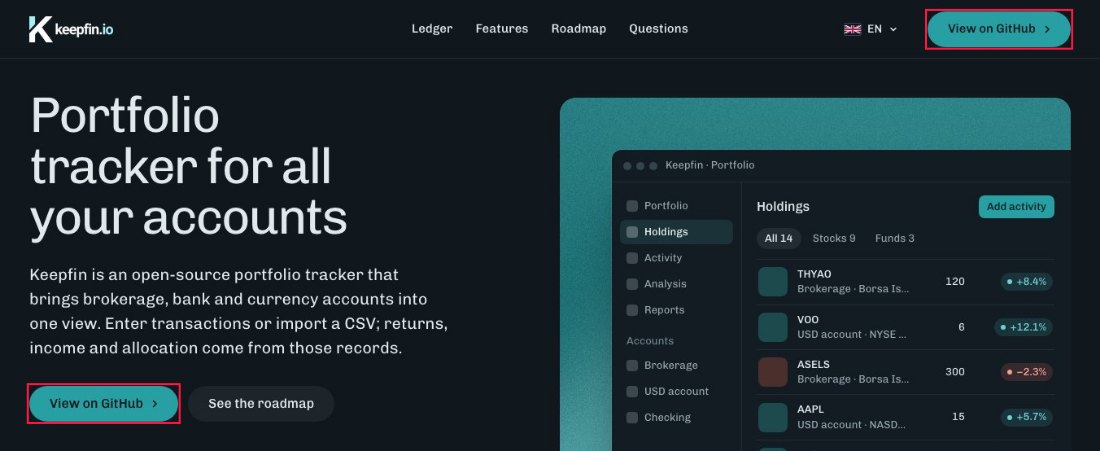 keepfin.io
Ledger
Features
Roadmap
Questions
EN
View on GitHub
Portfolio
tracker for all
your accounts
Keepfin is an open-source portfolio tracker that
brings brokerage, bank and currency accounts into
one view. Enter transactions or import a CSV; returns,
income and allocation come from those records.
View on GitHub
See the roadmap
Keepfin · Portfolio
Portfolio
Holdings
Activity
Analysis
Reports
Accounts
Brokerage
USD account
Checking
Holdings
Add activity
All 14
Stocks 9
Funds 3
THYAO
Brokerage · Borsa Is...
120
+8.4%
VOO
USD account · NYSE ...
6
+12.1%
ASELS
Brokerage · Borsa Is...
300
−2.3%
AAPL
USD account · NASD...
15
+5.7%